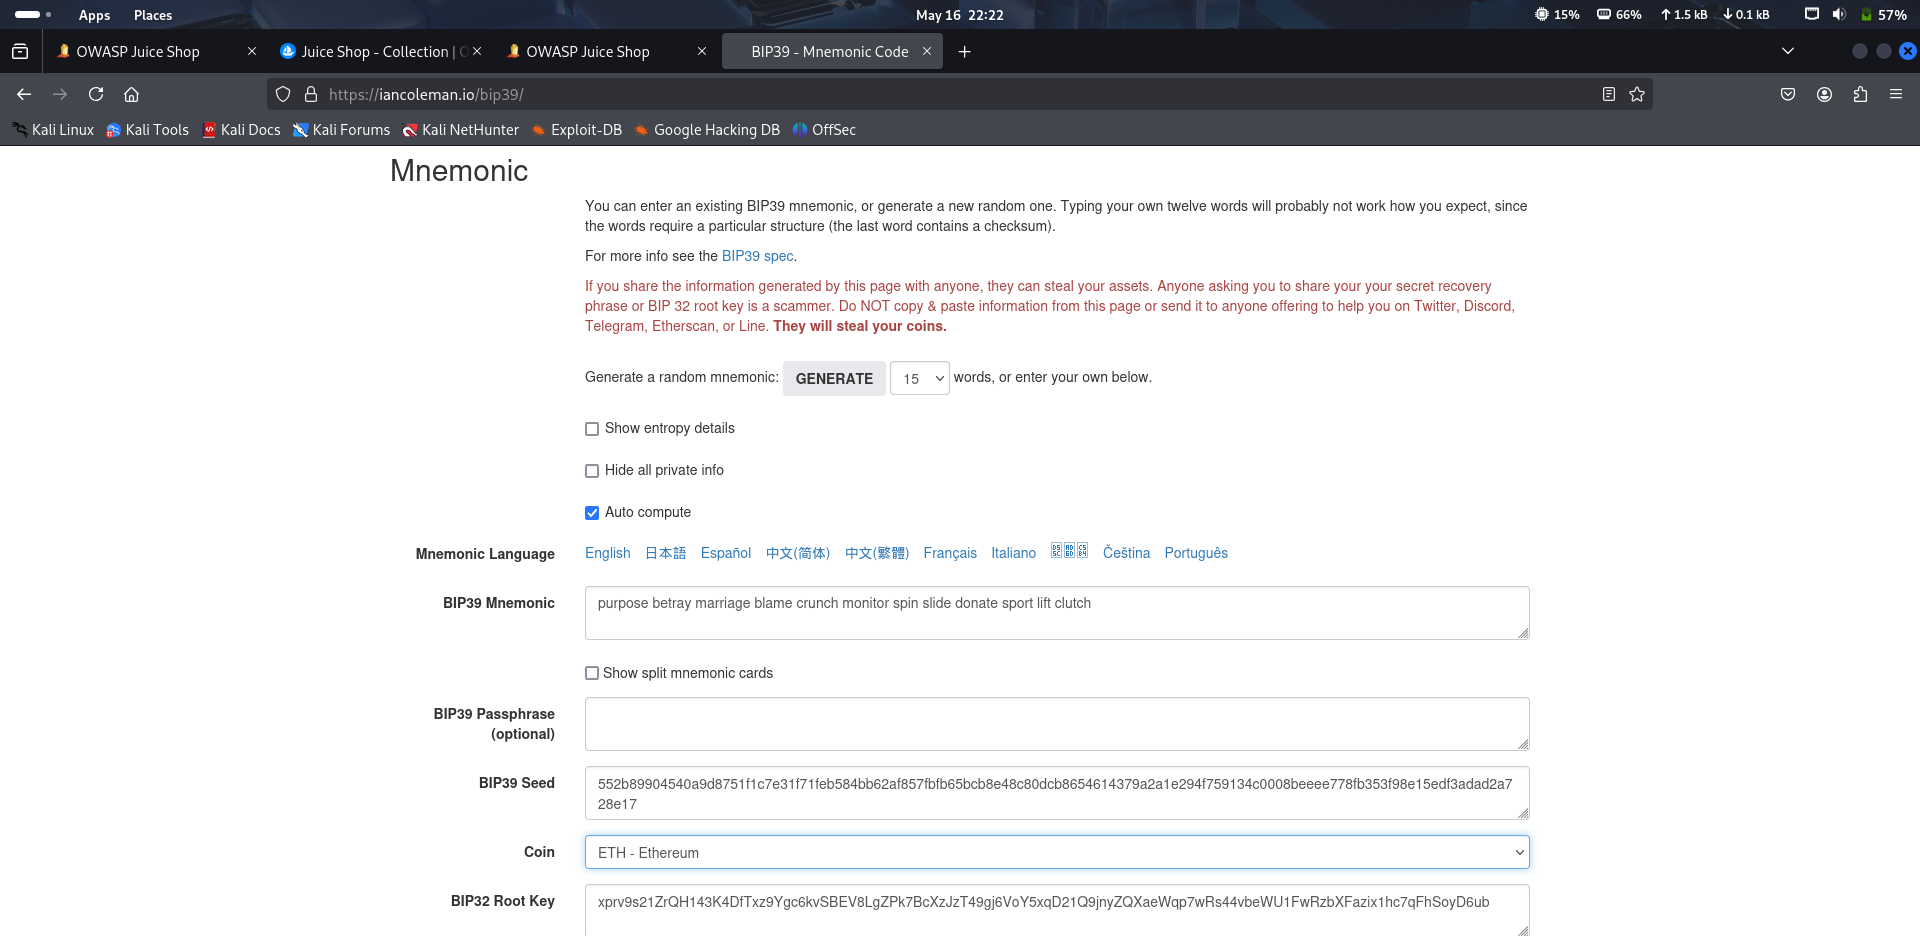 Apps Places May 16 22:22 15% 66% 1.5 kB 0.1 kB 57%
OWASP Juice Shop Juice Shop - Collection | OWASP Juice Shop BIP39 - Mnemonic Code
https://iancoleman.io/bip39/
Kali Linux Kali Tools Kali Docs Kali Forums Kali NetHunter Exploit-DB Google Hacking DB OffSec
Mnemonic
You can enter an existing BIP39 mnemonic, or generate a new random one. Typing your own twelve words will probably not work how you expect, since
the words require a particular structure (the last word contains a checksum).
For more info see the BIP39 spec.
If you share the information generated by this page with anyone, they can steal your assets. Anyone asking you to share your your secret recovery
phrase or BIP 32 root key is a scammer. Do NOT copy & paste information from this page or send it to anyone offering to help you on Twitter, Discord,
Telegram, Etherscan, or Line. They will steal your coins.
Generate a random mnemonic: GENERATE 15 words, or enter your own below.
Show entropy details
Hide all private info
Auto compute
Mnemonic Language English 日本語 Español 中文(简体) 中文(繁體) Français Italiano Čeština Português
BIP39 Mnemonic purpose betray marriage blame crunch monitor spin slide donate sport lift clutch
Show split mnemonic cards
BIP39 Passphrase
(optional)
BIP39 Seed 552b89904540a9d8751f1c7e31f71feb584bb62af857fbfb65bcb8e48c80dcb8654614379a2a1e294f759134c0008beeee778fb353f98e15edf3adad2a7
28e17
Coin ETH - Ethereum
BIP32 Root Key xprv9s21ZrQH143K4DfTxz9Ygc6kvSBEV8LgZPk7BcXzJzT49gj6VoY5xqD21Q9jnyZQXaeWqp7wRs44vbeWU1FwRzbXFazix1hc7qFhSoyD6ub